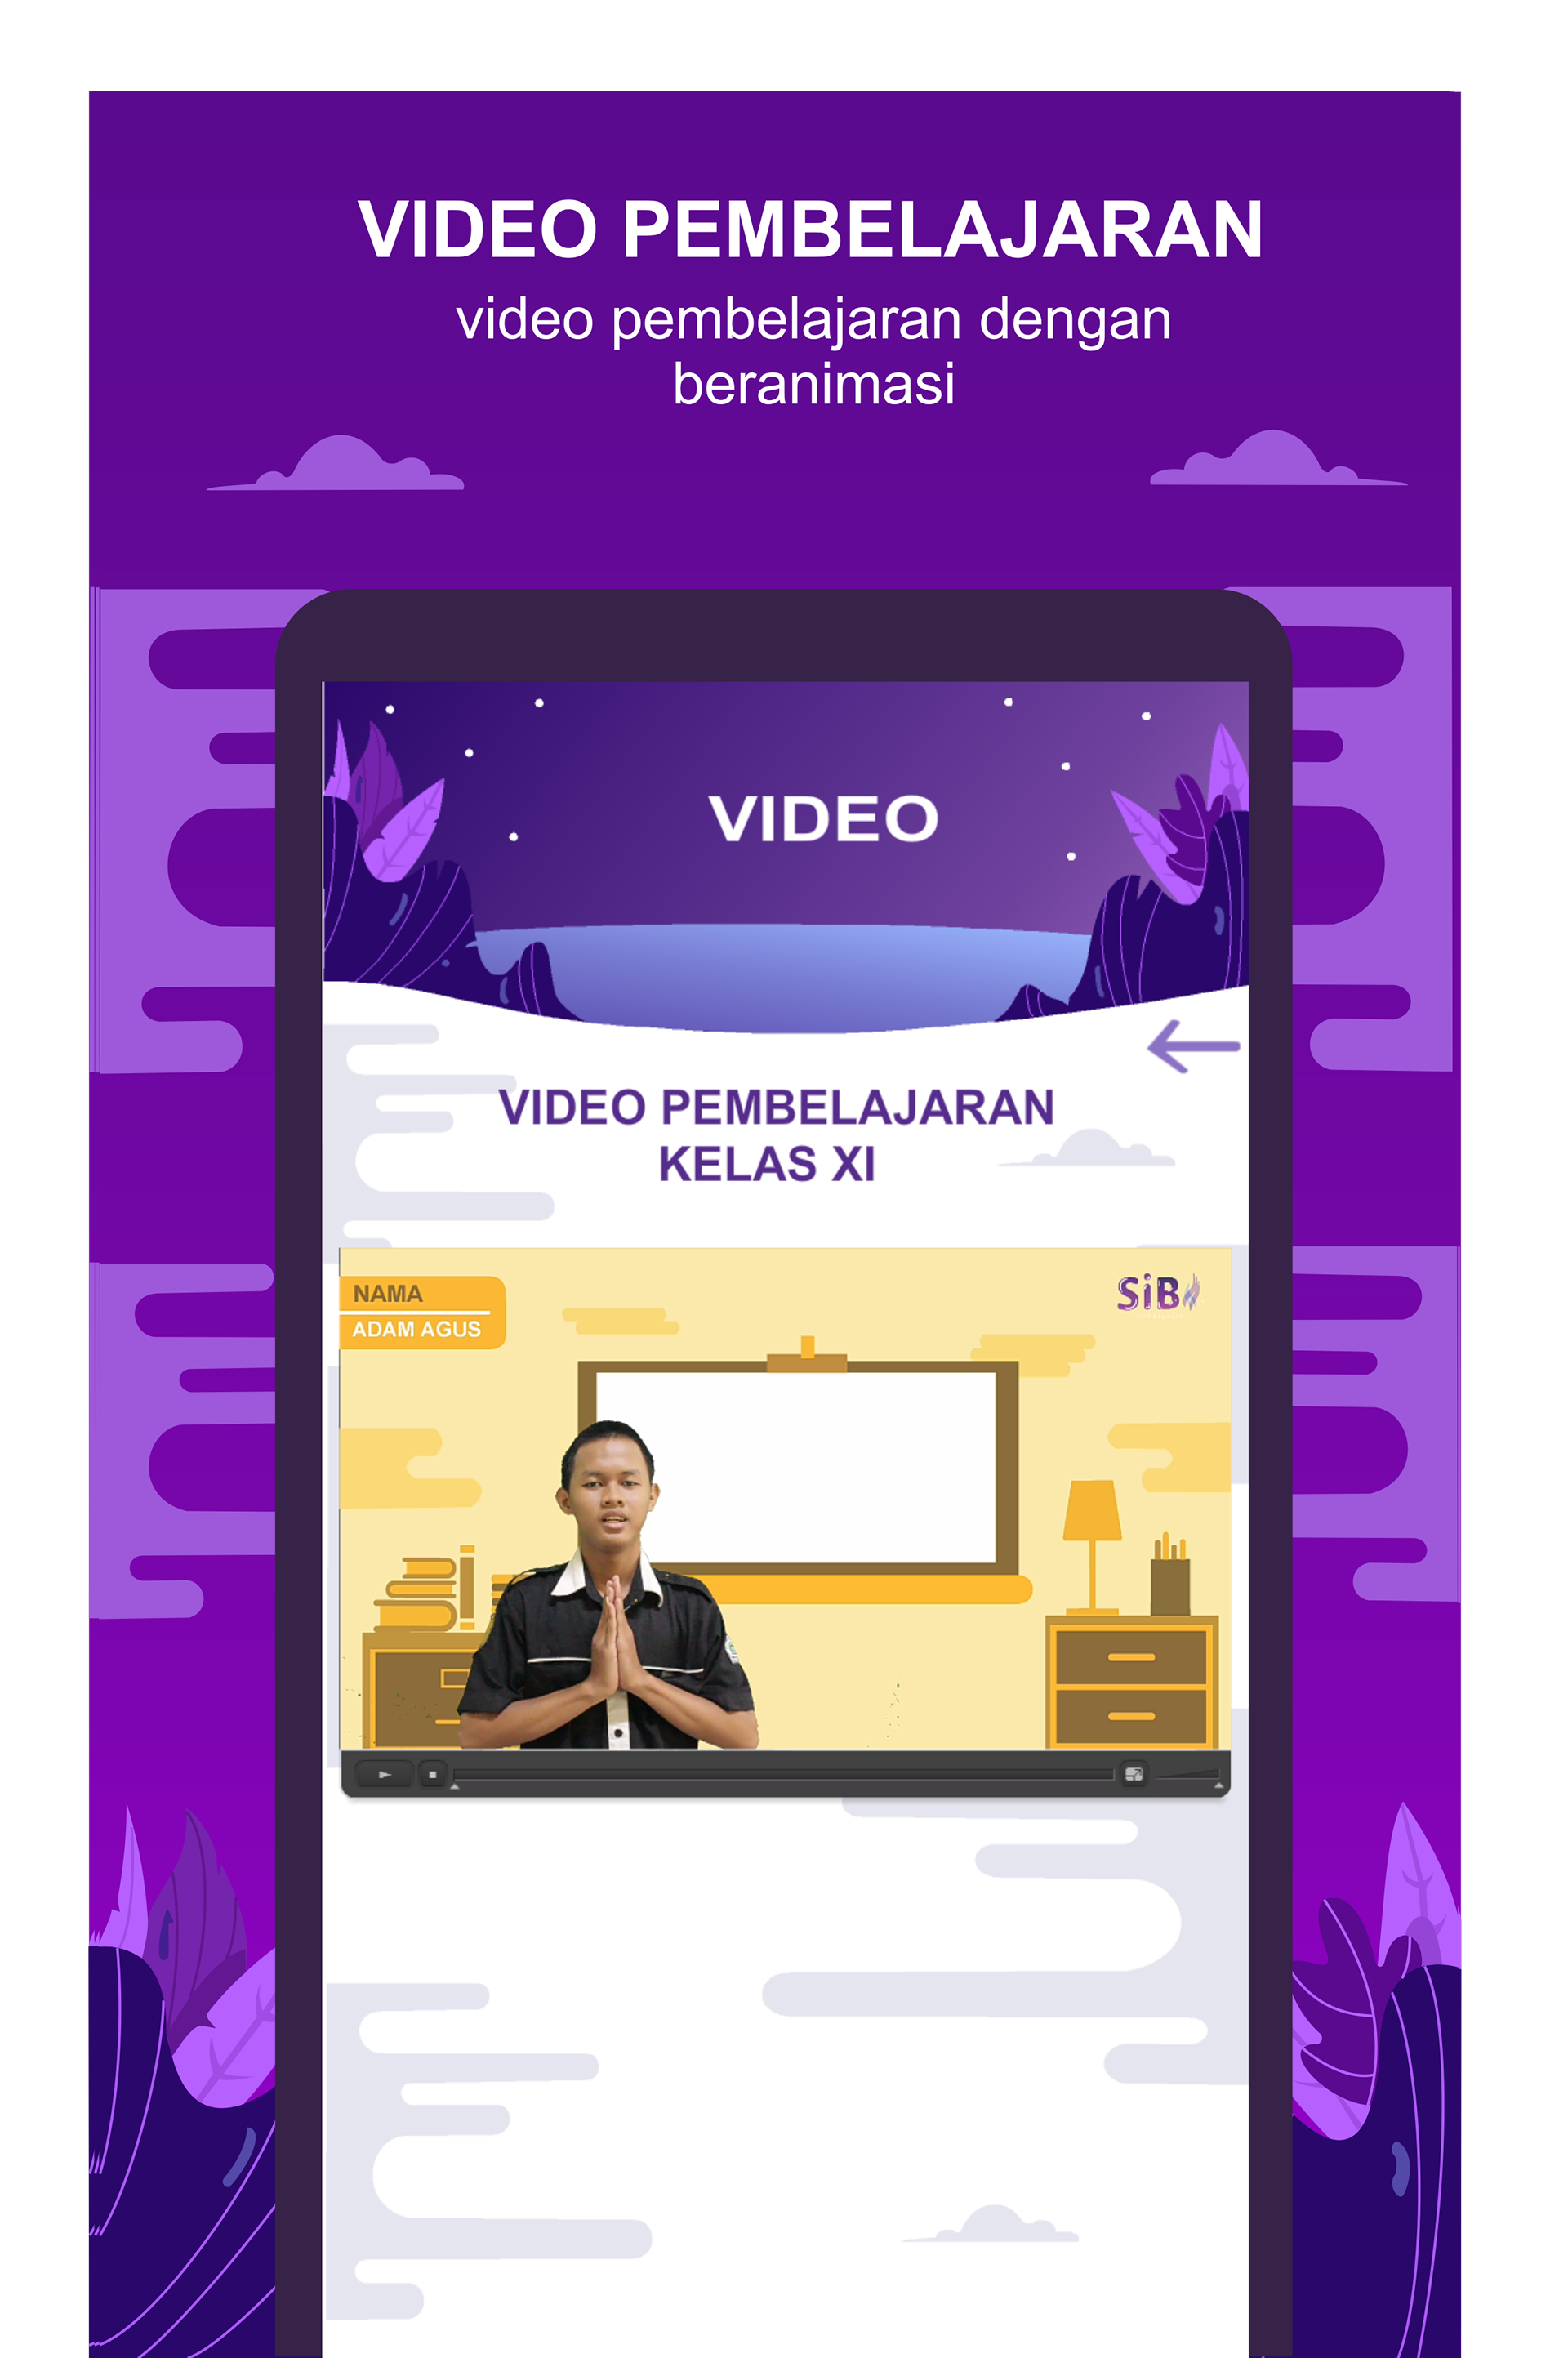 VIDEO PEMBELAJARAN
video pembelajaran dengan
beranimasi
VIDEO
VIDEO PEMBELAJARAN
KELAS XI
NAMA
ADAM AGUS
SiB